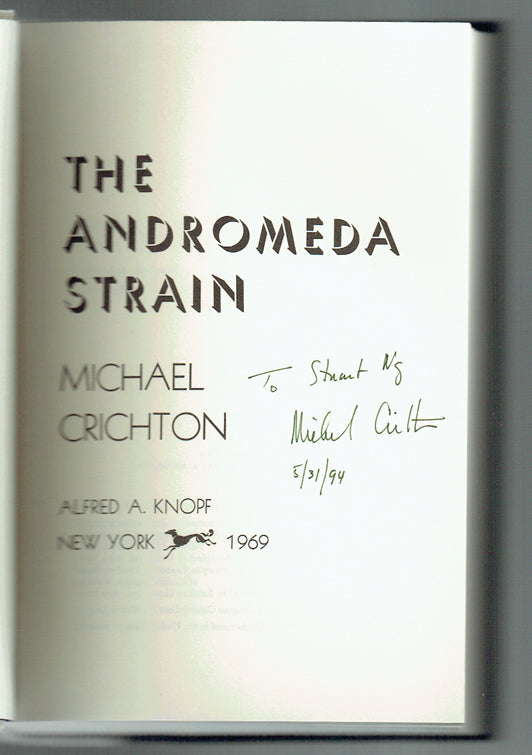 THE
ANDROMEDA
STRAIN
MICHAEL
CRICHTON
To Stuart Ng
Michael Crichton
5/31/94
ALFRED A. KNOPF
NEW YORK 1969